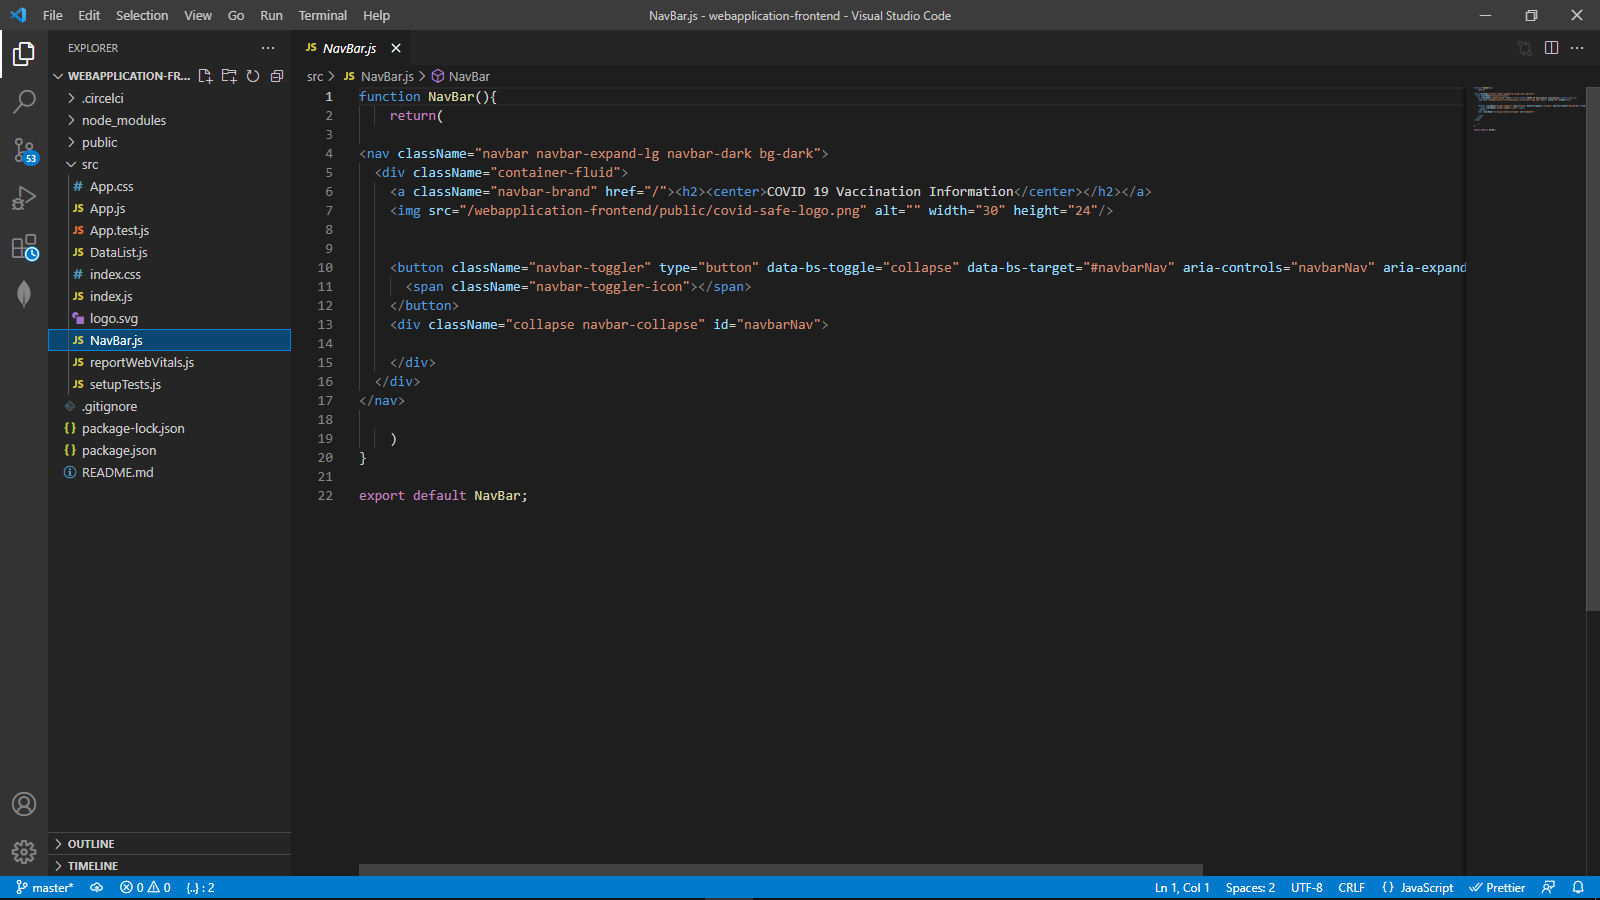 File Edit Selection View Go Run Terminal Help
NavBar.js - webapplication-frontend - Visual Studio Code
EXPLORER
WEBAPPLICATION-FR...
.circelci
node_modules
public
src
# App.css
JS App.js
JS App.test.js
JS DataList.js
# index.css
JS index.js
logo.svg
JS NavBar.js
JS reportWebVitals.js
JS setupTests.js
.gitignore
{} package-lock.json
{} package.json
README.md
OUTLINE
TIMELINE
53
JS NavBar.js
src > JS NavBar.js > NavBar
1 function NavBar(){
2 return(
3
4 <nav className="navbar navbar-expand-lg navbar-dark bg-dark">
5 <div className="container-fluid">
6 <a className="navbar-brand" href="/"><h2><center>COVID 19 Vaccination Information</center></h2></a>
7 <img src="/webapplication-frontend/public/covid-safe-logo.png" alt="" width="30" height="24"/>
8
9
10 <button className="navbar-toggler" type="button" data-bs-toggle="collapse" data-bs-target="#navbarNav" aria-controls="navbarNav" aria-expand
11 <span className="navbar-toggler-icon"></span>
12 </button>
13 <div className="collapse navbar-collapse" id="navbarNav">
14
15 </div>
16 </div>
17 </nav>
18
19 )
20 }
21
22 export default NavBar;
master* 0 0 {..} : 2
Ln 1, Col 1 Spaces: 2 UTF-8 CRLF {} JavaScript Prettier